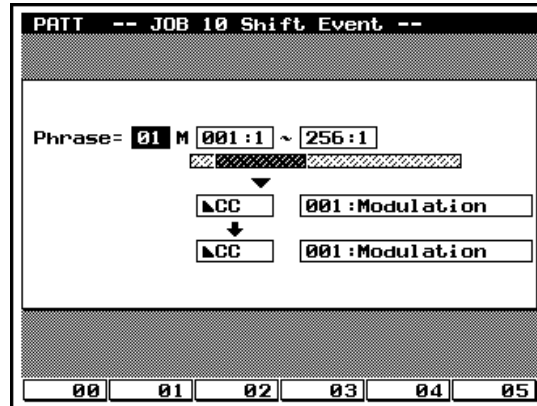 PATT -- JOB 10 Shift Event --
Phrase= 01 M 001:1 ~ 256:1
CC 001:Modulation
CC 001:Modulation
00 01 02 03 04 05